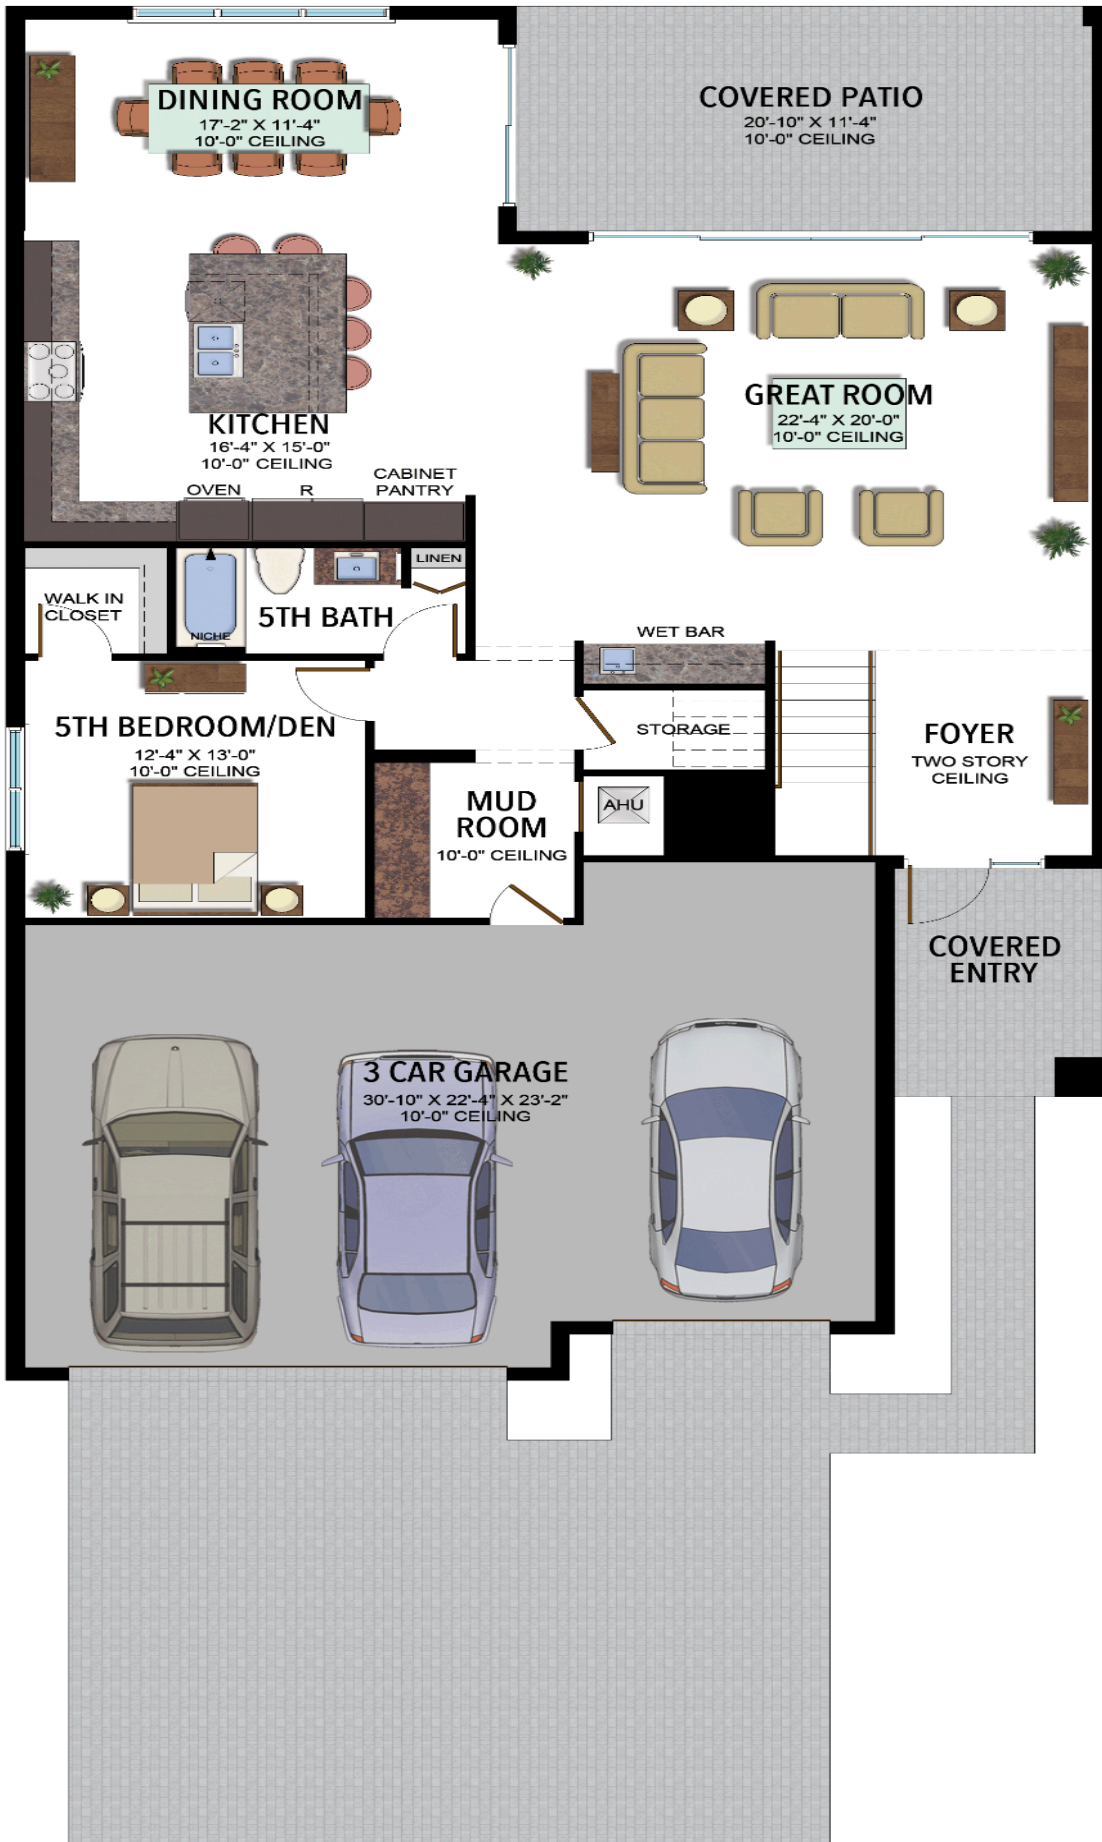 DINING ROOM
17'-2" X 11'-4"
10'-0" CEILING
COVERED PATIO
20'-10" X 11'-4"
10'-0" CEILING
GREAT ROOM
22'-4" X 20'-0"
10'-0" CEILING
KITCHEN
16'-4" X 15'-0"
10'-0" CEILING
OVEN
R
CABINET
PANTRY
LINEN
WALK IN
CLOSET
NICHE
5TH BATH
WET BAR
5TH BEDROOM/DEN
12'-4" X 13'-0"
10'-0" CEILING
STORAGE
FOYER
TWO STORY
CEILING
MUD
ROOM
10'-0" CEILING
AHU
COVERED
ENTRY
3 CAR GARAGE
30'-10" X 22'-4" X 23'-2"
10'-0" CEILING